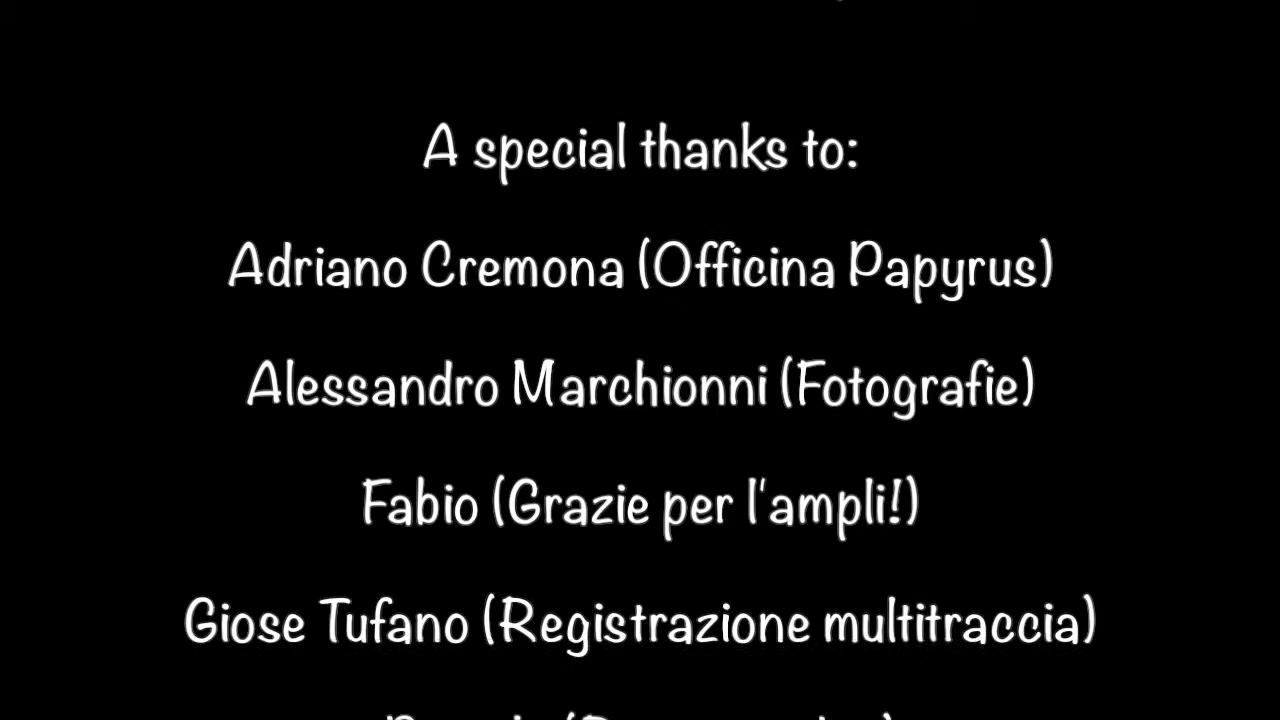 A special thanks to:
Adriano Cremona (Officina Papyrus)
Alessandro Marchionni (Fotografie)
Fabio (Grazie per l'ampli!)
Giose Tufano (Registrazione multitraccia)